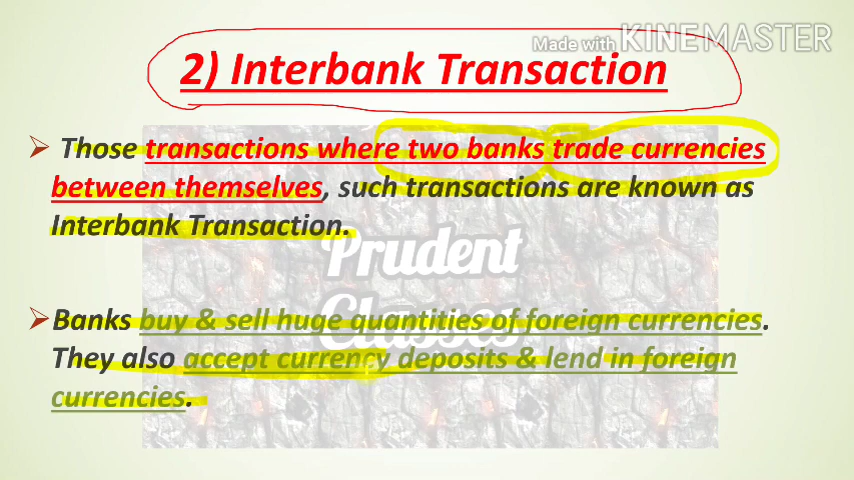 Made with KINEMASTER
2) Interbank Transaction
Those transactions where two banks trade currencies
between themselves, such transactions are known as
Interbank Transaction.
Prudent
Classes
Banks buy & sell huge quantities of foreign currencies.
They also accept currency deposits & lend in foreign
currencies.